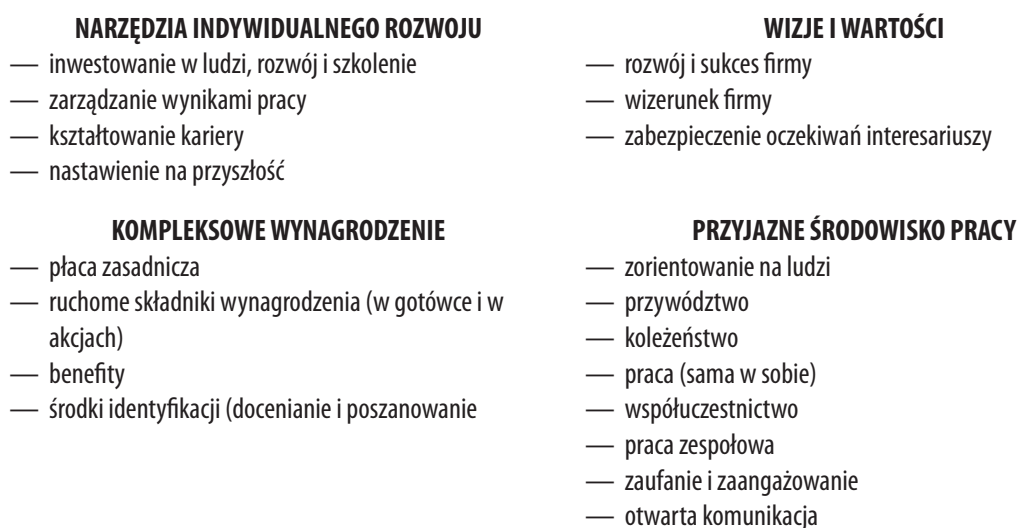 NARZĘDZIA INDYWIDUALNEGO ROZWOJU
— inwestowanie w ludzi, rozwój i szkolenie
— zarządzanie wynikami pracy
— kształtowanie kariery
— nastawienie na przyszłość
WIZJE I WARTOŚCI
— rozwój i sukces firmy
— wizerunek firmy
— zabezpieczenie oczekiwań interesariuszy
KOMPLEKSOWE WYNAGRODZENIE
— płaca zasadnicza
— ruchome składniki wynagrodzenia (w gotówce i w
akcjach)
— benefity
— środki identyfikacji (docenianie i poszanowanie
PRZYJAZNE ŚRODOWISKO PRACY
— zorientowanie na ludzi
— przywództwo
— koleżeństwo
— praca (sama w sobie)
— współuczestnictwo
— praca zespołowa
— zaufanie i zaangażowanie
— otwarta komunikacja